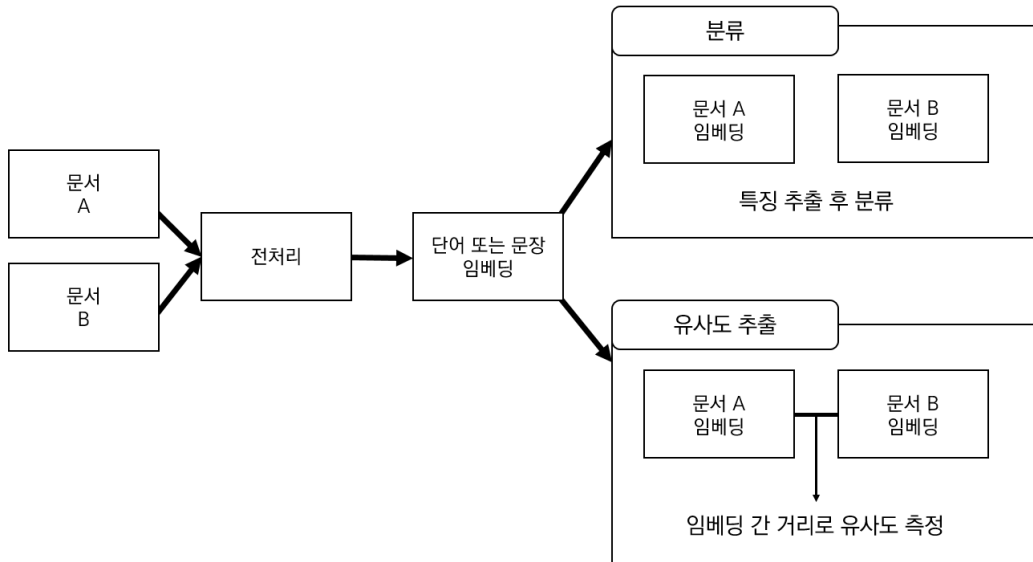 문서
A
문서
B
전처리
단어 또는 문장
임베딩
분류
문서 A
임베딩
문서 B
임베딩
특징 추출 후 분류
유사도 추출
문서 A
임베딩
문서 B
임베딩
임베딩 간 거리로 유사도 측정